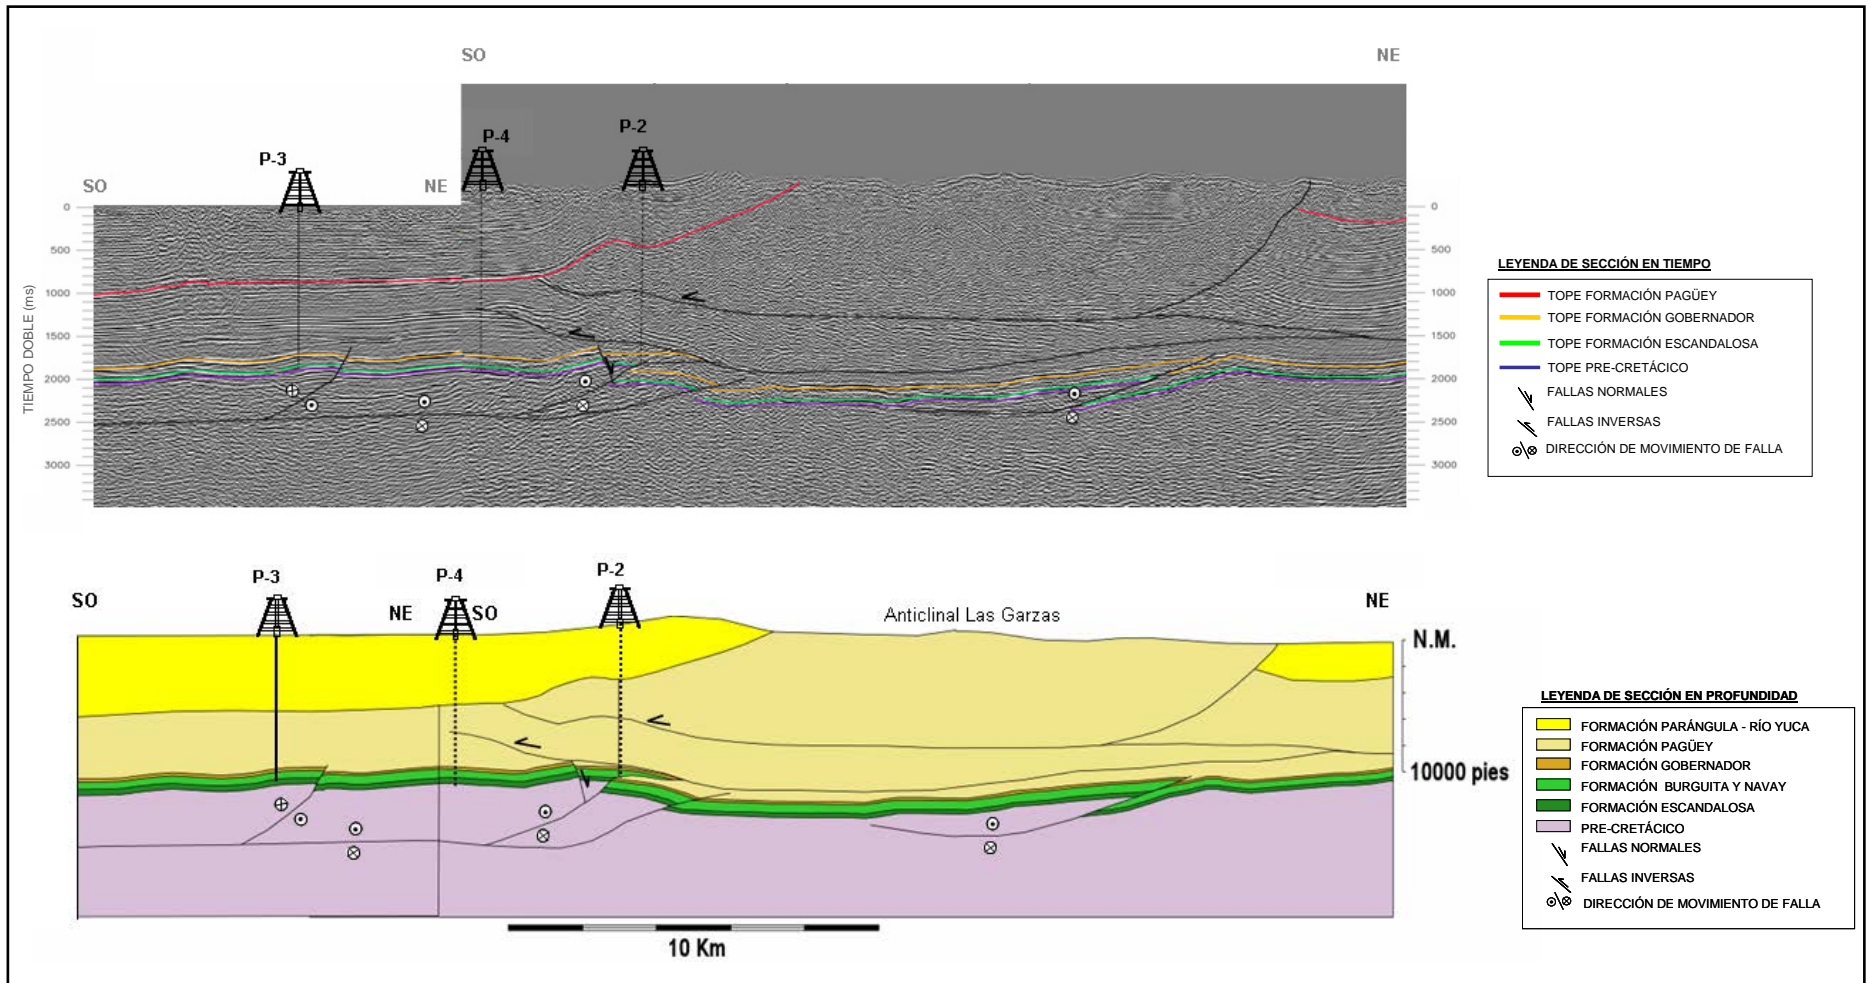 SO
NE
P-4
P-2
P-3
SO
NE
0
500
1000
1500
2000
2500
3000
TIEMPO DOBLE (ms)
0
500
1000
1500
2000
2500
3000
LEYENDA DE SECCIÓN EN TIEMPO
TOPE FORMACIÓN PAGÜEY
TOPE FORMACIÓN GOBERNADOR
TOPE FORMACIÓN ESCANDALOSA
TOPE PRE-CRETÁCICO
FALLAS NORMALES
FALLAS INVERSAS
DIRECCIÓN DE MOVIMIENTO DE FALLA
P-3
P-4
P-2
SO
NE
SO
Anticlinal Las Garzas
NE
N.M.
10000 pies
10 Km
LEYENDA DE SECCIÓN EN PROFUNDIDAD
FORMACIÓN PARÁNGULA - RÍO YUCA
FORMACIÓN PAGÜEY
FORMACIÓN GOBERNADOR
FORMACIÓN BURGUITA Y NAVAY
FORMACIÓN ESCANDALOSA
PRE-CRETÁCICO
FALLAS NORMALES
FALLAS INVERSAS
DIRECCIÓN DE MOVIMIENTO DE FALLA